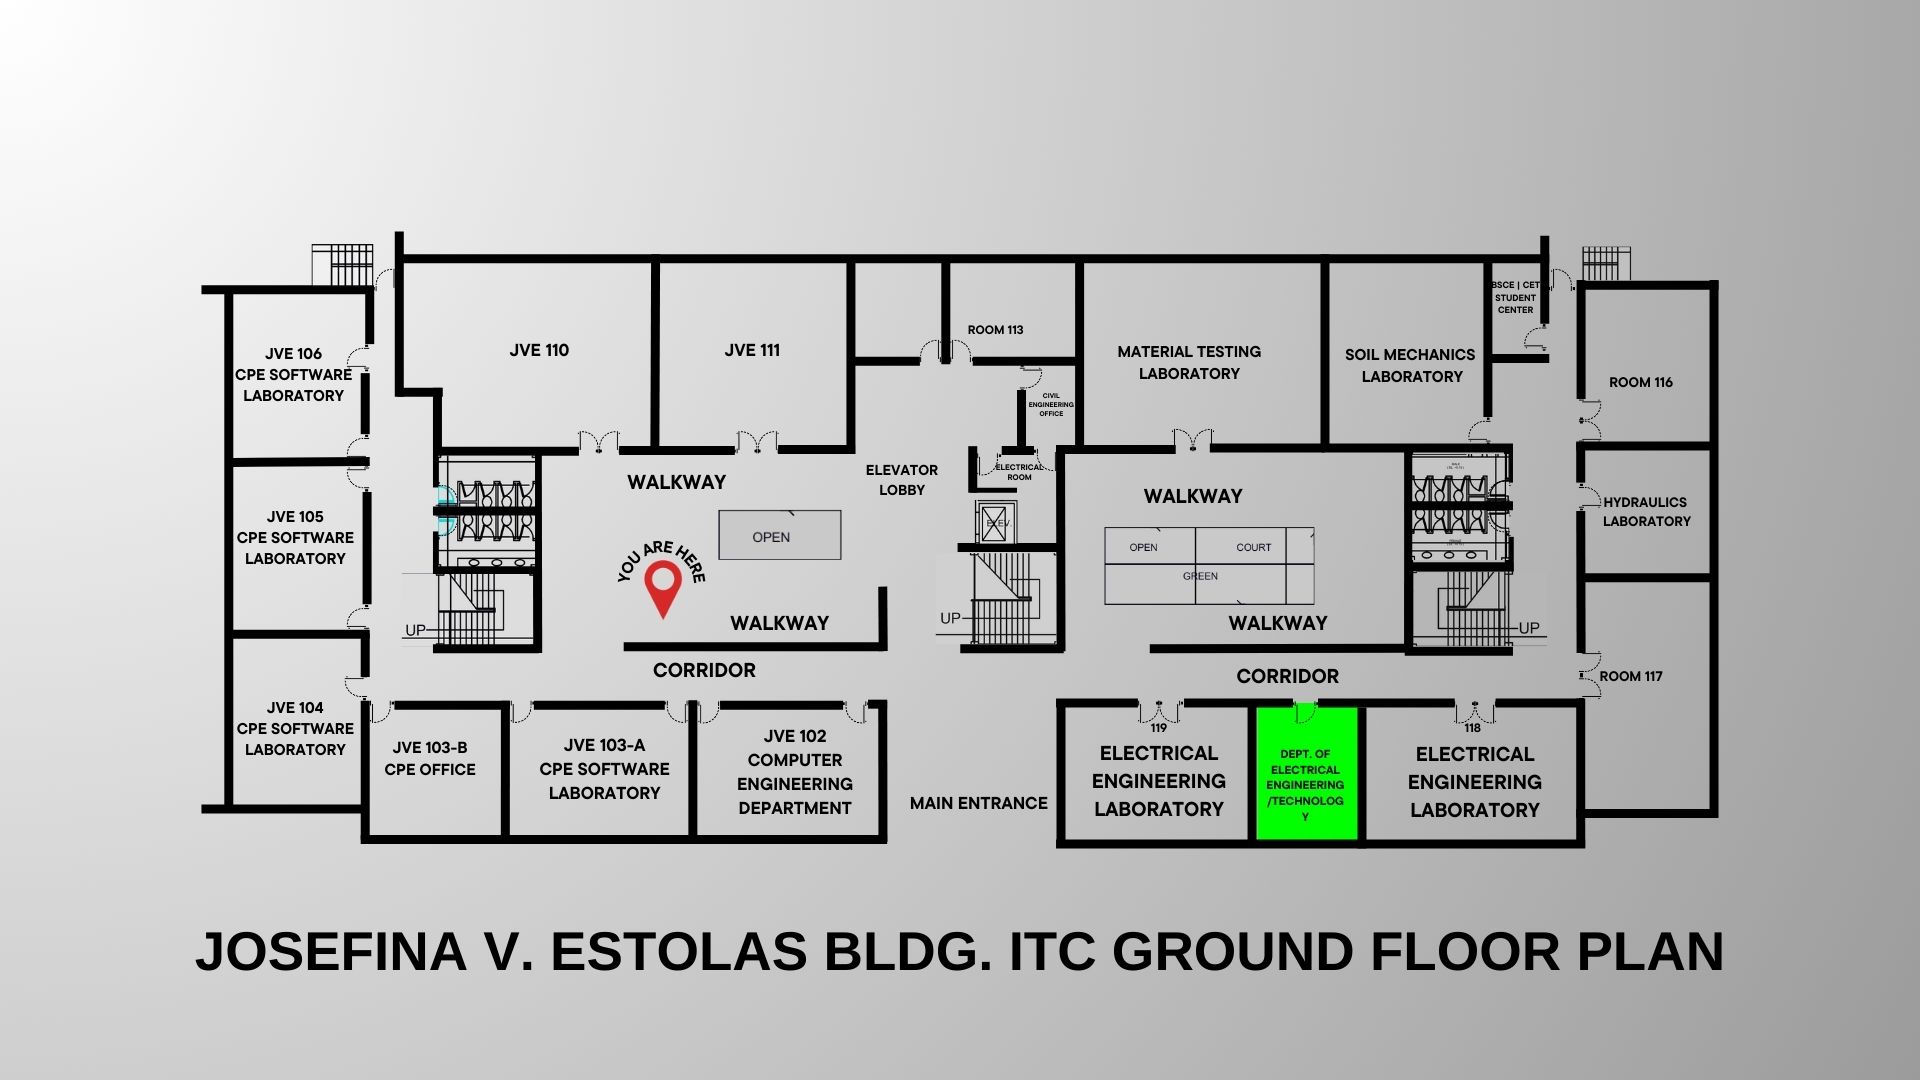 JVE 106
CPE SOFTWARE
LABORATORY
JVE 110
JVE 111
ROOM 113
MATERIAL TESTING
LABORATORY
SOIL MECHANICS
LABORATORY
BSCE | CET
STUDENT
CENTER
ROOM 116
CIVIL
ENGINEERING
OFFICE
JVE 105
CPE SOFTWARE
LABORATORY
WALKWAY
ELEVATOR
LOBBY
ELECTRICAL
ROOM
ELEV.
OPEN
YOU ARE HERE
WALKWAY
WALKWAY
OPEN
COURT
GREEN
WALKWAY
HYDRAULICS
LABORATORY
UP
UP
UP
CORRIDOR
CORRIDOR
ROOM 117
JVE 104
CPE SOFTWARE
LABORATORY
JVE 103-B
CPE OFFICE
JVE 103-A
CPE SOFTWARE
LABORATORY
JVE 102
COMPUTER
ENGINEERING
DEPARTMENT
MAIN ENTRANCE
119
ELECTRICAL
ENGINEERING
LABORATORY
DEPT. OF
ELECTRICAL
ENGINEERING
/TECHNOLOG
Y
118
ELECTRICAL
ENGINEERING
LABORATORY
JOSEFINA V. ESTOLAS BLDG. ITC GROUND FLOOR PLAN